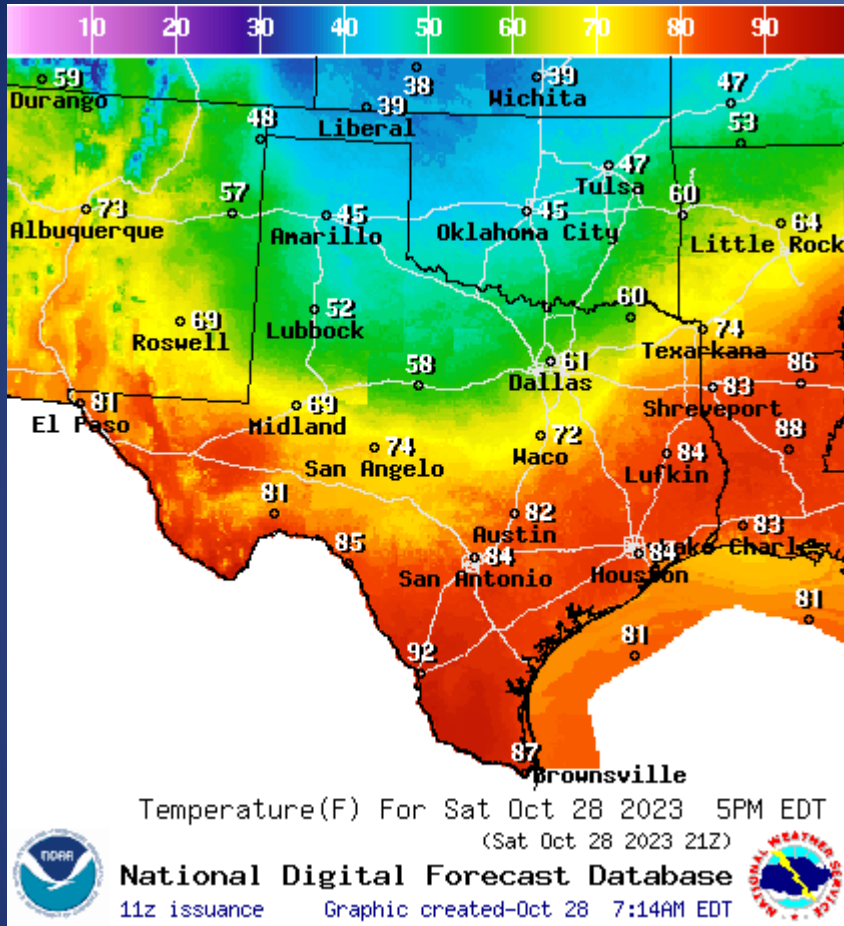 10 20 30 40 50 60 70 80 90
59
Durango
38
39
Liberal
39
Wichita
47
53
48
47
Tulsa
73
Albuquerque
57
45
Amarillo
45
Oklahoma City
60
64
Little Rock
69
Roswell
52
Lubbock
60
74
Texarkana
58
61
Dallas
86
83
Shreveport
81
El Paso
69
Midland
74
San Angelo
72
Waco
84
Lufkin
88
81
82
Austin
83
Lake Charles
85
84
San Antonio
84
Houston
81
81
92
87
Brownsville
Temperature(F) For Sat Oct 28 2023 5PM EDT
(Sat Oct 28 2023 21Z)
NOAA
National Digital Forecast Database
11z issuance Graphic created-Oct 28 7:14AM EDT
NATIONAL WEATHER SERVICE